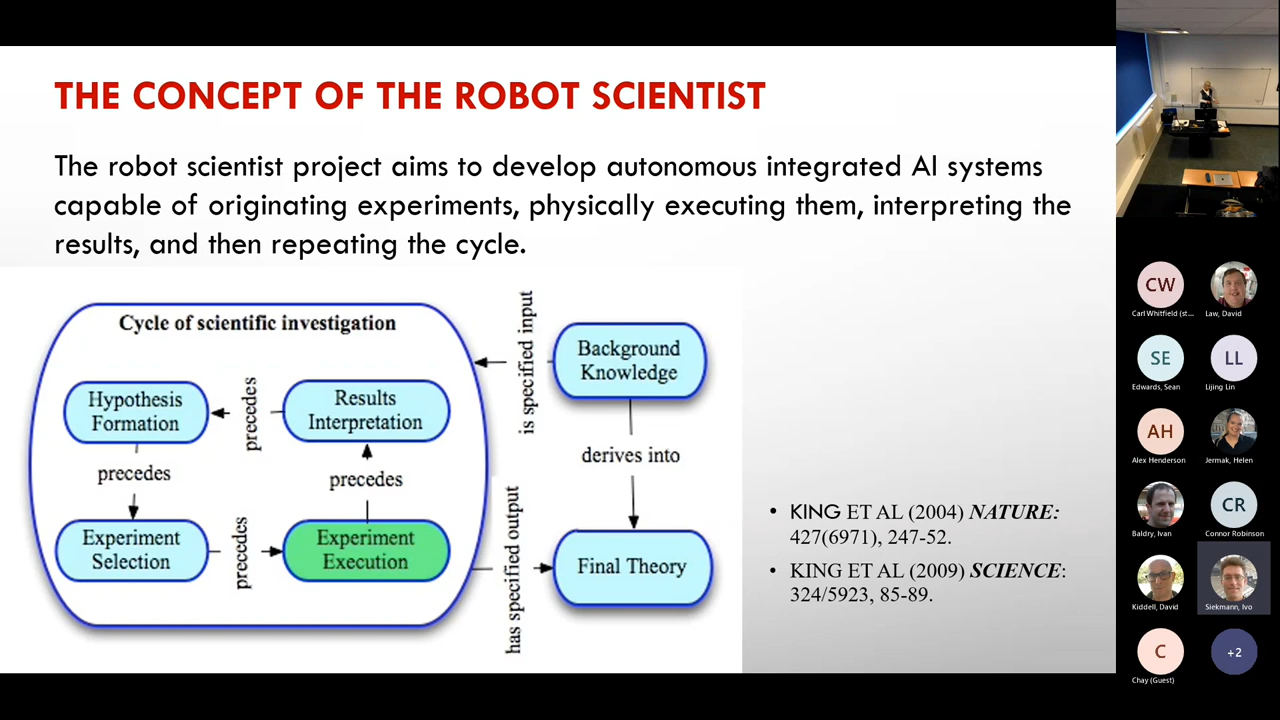 THE CONCEPT OF THE ROBOT SCIENTIST
The robot scientist project aims to develop autonomous integrated AI systems
capable of originating experiments, physically executing them, interpreting the
results, and then repeating the cycle.
Cycle of scientific investigation
Hypothesis
Formation
precedes
Results
Interpretation
precedes
precedes
Experiment
Selection
precedes
Experiment
Execution
is specified input
Background
Knowledge
derives into
has specified output
Final Theory
• KING ET AL (2004) NATURE:
427(6971), 247-52.
• KING ET AL (2009) SCIENCE:
324/5923, 85-89.
CW
Carl Whitfield (st...
Law, David
SE
Edwards, Sean
LL
Lijing Lin
AH
Alex Henderson
Jermak, Helen
Baldry, Ivan
CR
Connor Robinson
Kiddell, David
Siekmann, Ivo
C
Chay (Guest)
+2